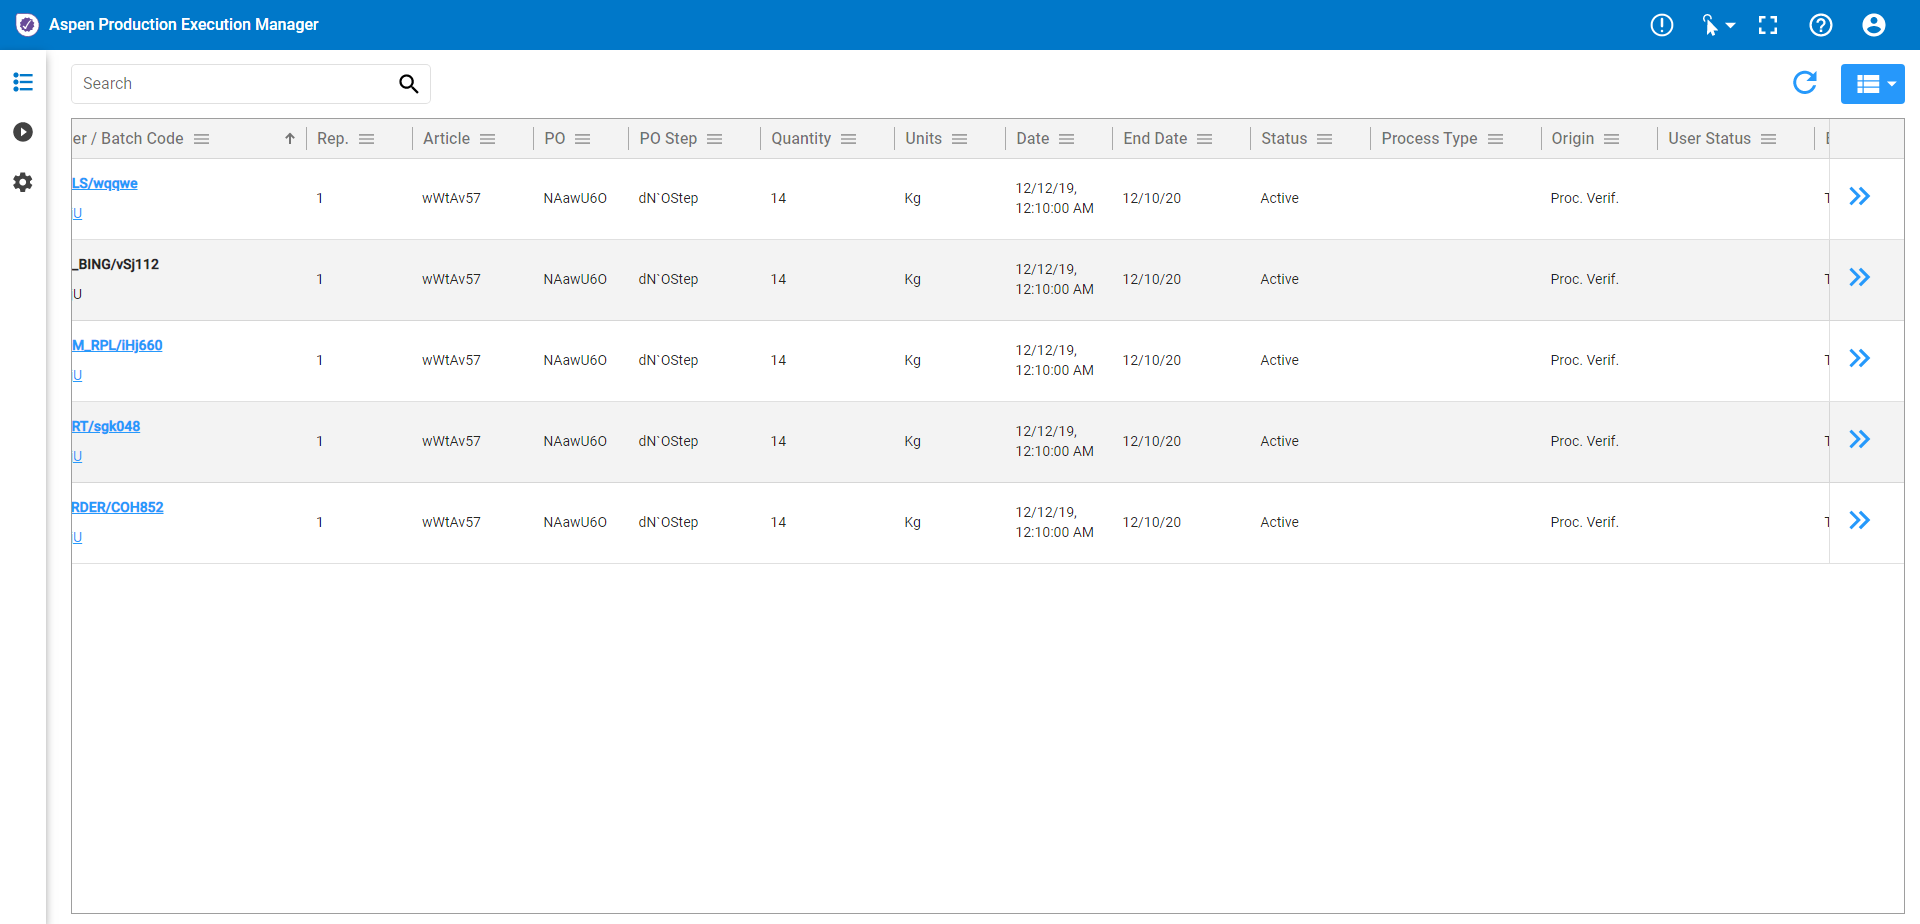 Aspen Production Execution Manager
Search
er / Batch Code Rep. Article PO PO Step Quantity Units Date End Date Status Process Type Origin User Status
LS/wqqwe
U
1 wWtAv57 NAawU6O dN`OStep 14 Kg 12/12/19, 12:10:00 AM 12/10/20 Active Proc. Verif.
_BING/vSj112
U
1 wWtAv57 NAawU6O dN`OStep 14 Kg 12/12/19, 12:10:00 AM 12/10/20 Active Proc. Verif.
M_RPL/iHj660
U
1 wWtAv57 NAawU6O dN`OStep 14 Kg 12/12/19, 12:10:00 AM 12/10/20 Active Proc. Verif.
RT/sgk048
U
1 wWtAv57 NAawU6O dN`OStep 14 Kg 12/12/19, 12:10:00 AM 12/10/20 Active Proc. Verif.
RDER/COH852
U
1 wWtAv57 NAawU6O dN`OStep 14 Kg 12/12/19, 12:10:00 AM 12/10/20 Active Proc. Verif.